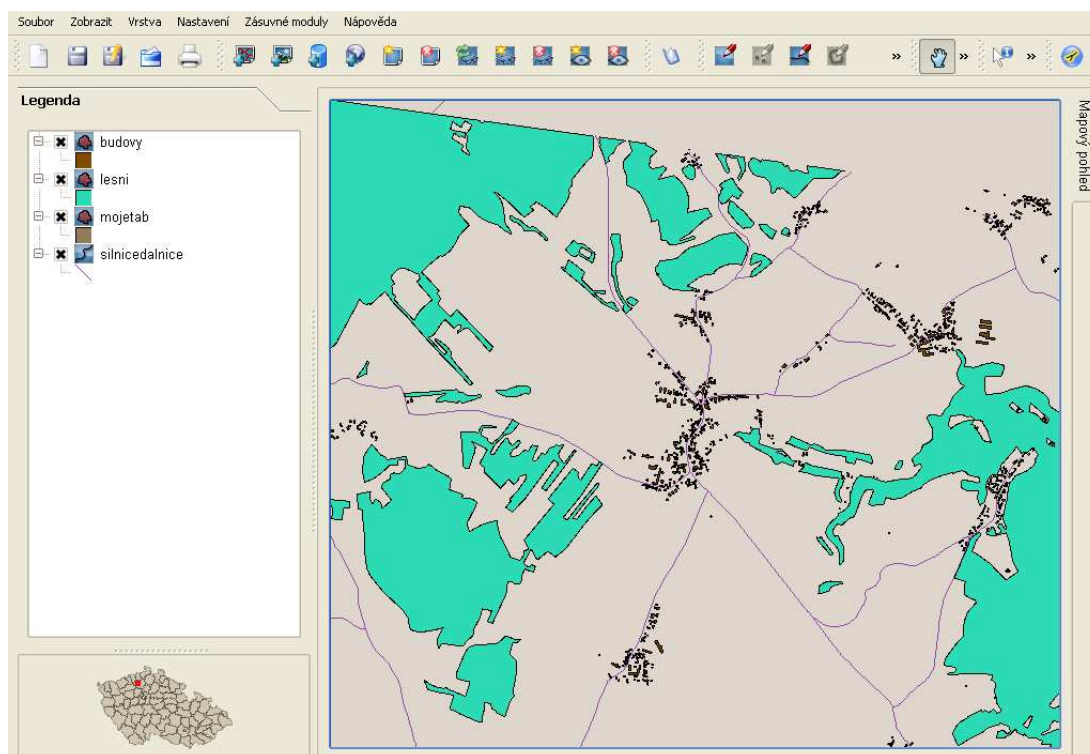 Soubor Zobrazit Vrstva Nastavení Zásuvné moduly Nápověda
»
»
»
Legenda
budovy
lesni
mojetab
silnicedalnice
Mapový pohled